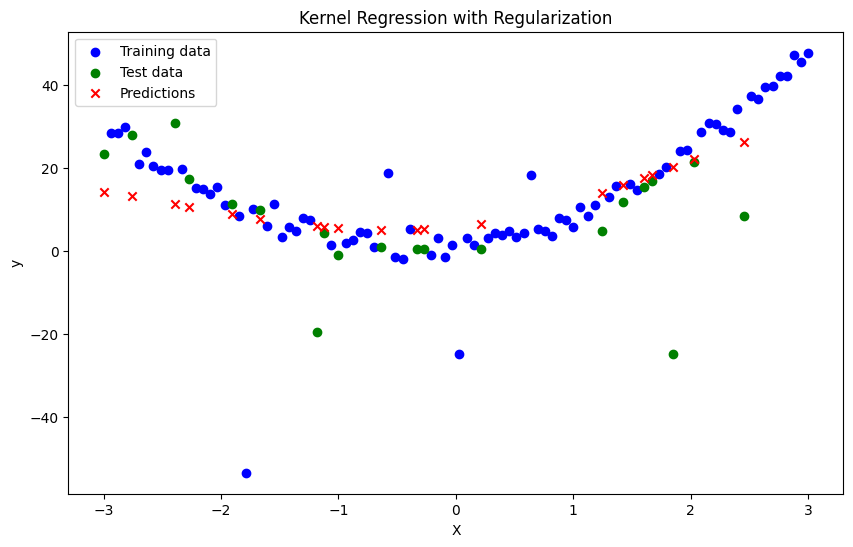 Kernel Regression with Regularization
Training data
Test data
Predictions
40
20
0
−20
−40
y
−3
−2
−1
0
1
2
3
X